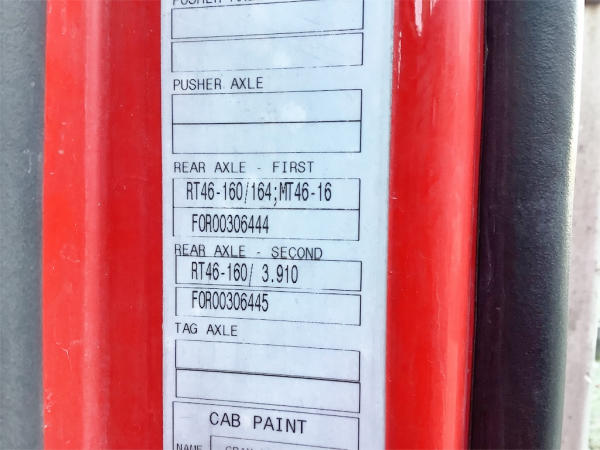 PUSHER AXLE
REAR AXLE - FIRST
RT46-160/164;MT46-16
FOR00306444
REAR AXLE - SECOND
RT46-160/ 3.910
FOR00306445
TAG AXLE
CAB PAINT
NAME